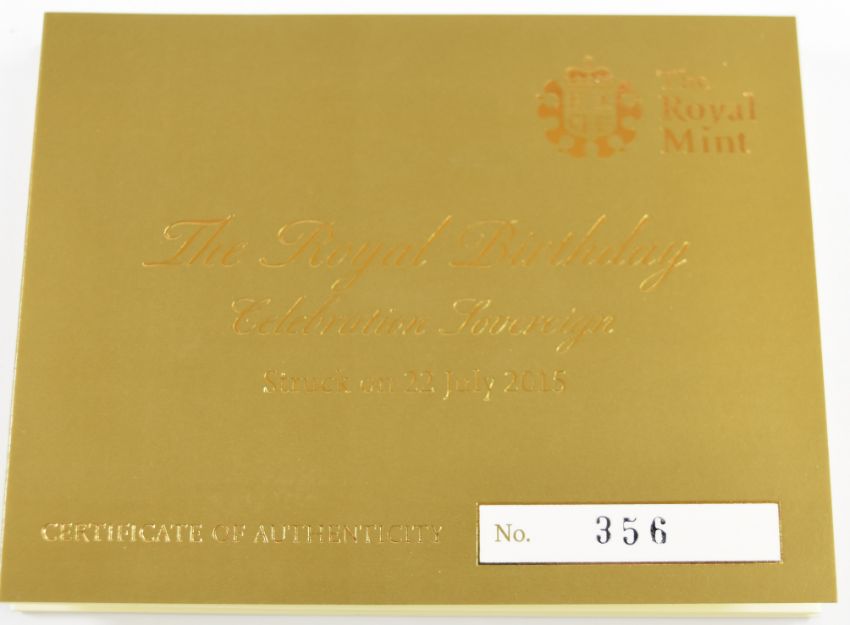 The
Royal
Mint
The Royal Birthday
Celebration Sovereign
Struck on 22 July 2015
CERTIFICATE OF AUTHENTICITY
No. 356